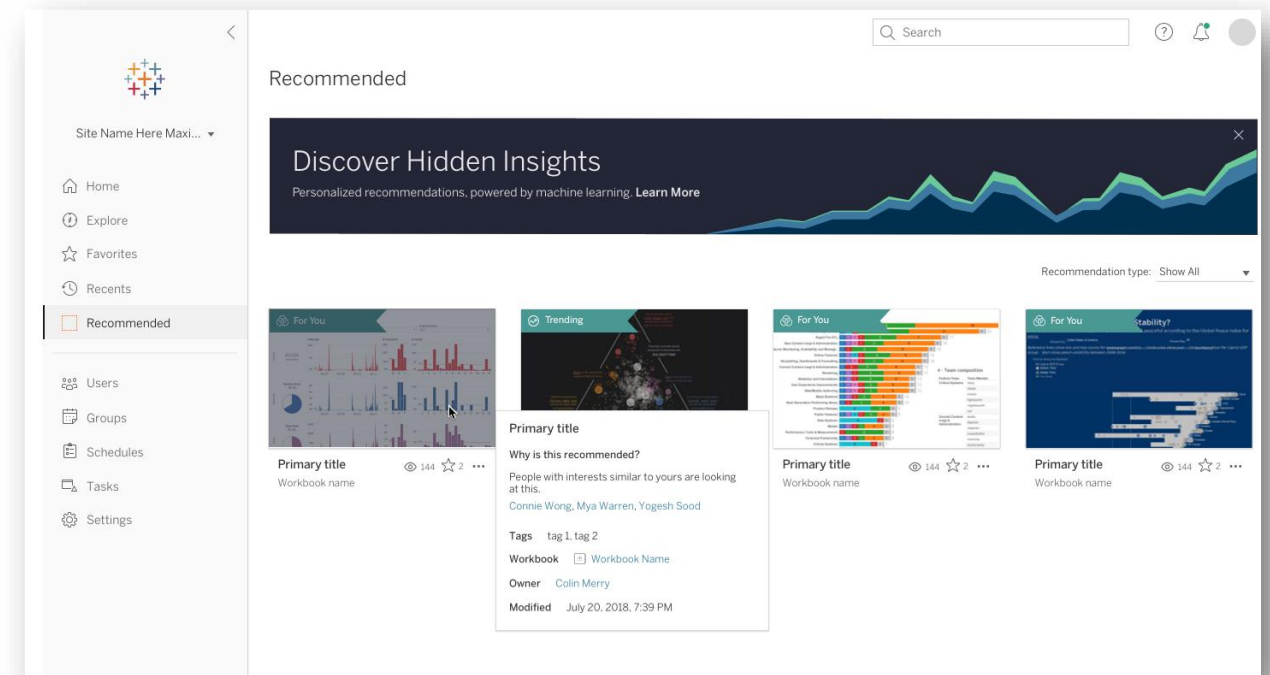 Search
Recommended
Site Name Here Maxi...
Discover Hidden Insights
Personalized recommendations, powered by machine learning. Learn More
Home
Explore
Favorites
Recents
Recommended
Users
Groups
Schedules
Tasks
Settings
Recommendation type: Show All
For You
Trending
For You
For You
Stability?
4 - Team composition
Primary title
144
2
Workbook name
Primary title
Why is this recommended?
People with interests similar to yours are looking
at this.
Connie Wong, Mya Warren, Yogesh Sood
Tags tag 1, tag 2
Workbook Workbook Name
Owner Colin Merry
Modified July 20, 2018, 7:39 PM
Primary title
144
2
Workbook name
Primary title
144
2
Workbook name